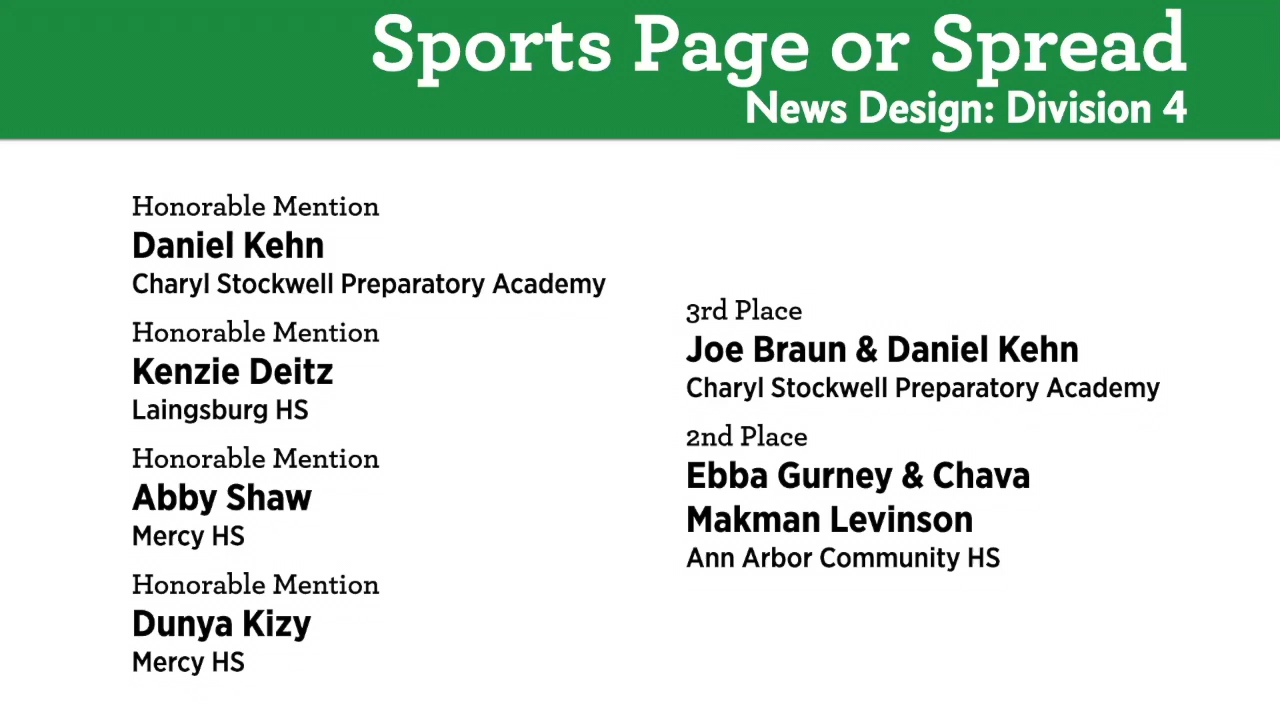 Sports Page or Spread
News Design: Division 4
Honorable Mention
Daniel Kehn
Charyl Stockwell Preparatory Academy
Honorable Mention
Kenzie Deitz
Laingsburg HS
Honorable Mention
Abby Shaw
Mercy HS
Honorable Mention
Dunya Kizy
Mercy HS
3rd Place
Joe Braun & Daniel Kehn
Charyl Stockwell Preparatory Academy
2nd Place
Ebba Gurney & Chava
Makman Levinson
Ann Arbor Community HS